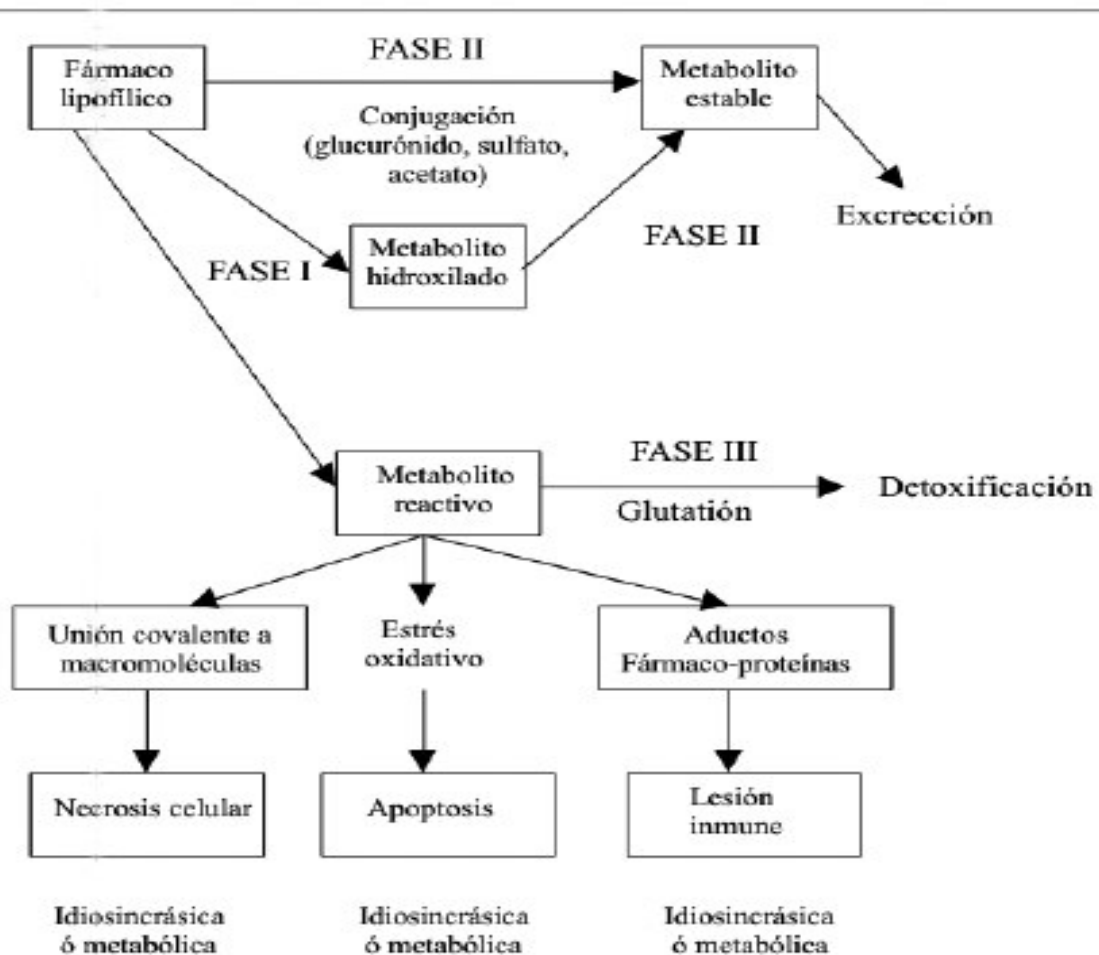 FASE II
Fármaco
lipofílico
Metabolito
estable
Conjugación
(glucurónido, sulfato,
acetato)
Excrección
FASE II
Metabolito
hidroxilado
FASE I
FASE III
Metabolito
reactivo
Glutatión
Detoxificación
Unión covalente a
macromoléculas
Estrés
oxidativo
Aductos
Fármaco-proteínas
Necrosis celular
Apoptosis
Lesión
inmune
Idiosincrásica
ó metabólica
Idiosincrásica
ó metabólica
Idiosincrásica
ó metabólica